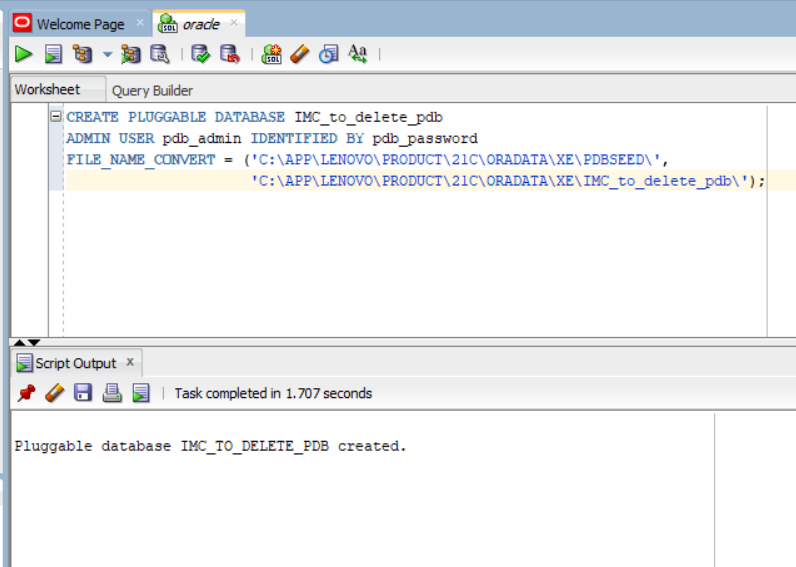 Welcome Page
oracle
Worksheet
Query Builder
CREATE PLUGGABLE DATABASE IMC_to_delete_pdb
ADMIN USER pdb_admin IDENTIFIED BY pdb_password
FILE_NAME_CONVERT = ('C:\APP\LENOVO\PRODUCT\21C\ORADATA\XE\PDBSEED\',
'C:\APP\LENOVO\PRODUCT\21C\ORADATA\XE\IMC_to_delete_pdb\');
Script Output
Task completed in 1.707 seconds
Pluggable database IMC_TO_DELETE_PDB created.